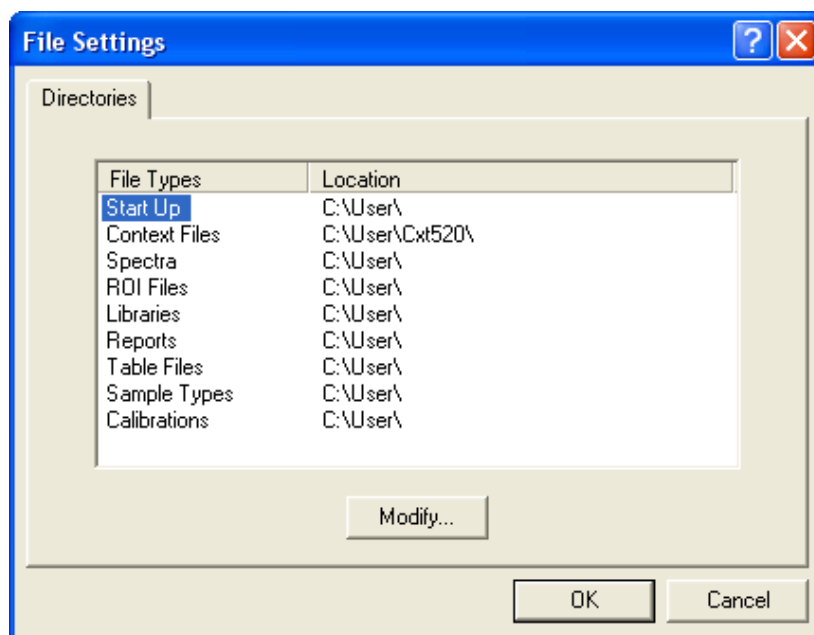 File Settings
Directories
File Types Location
Start Up C:\User\
Context Files C:\User\Cxt520\
Spectra C:\User\
ROI Files C:\User\
Libraries C:\User\
Reports C:\User\
Table Files C:\User\
Sample Types C:\User\
Calibrations C:\User\
Modify...
OK Cancel